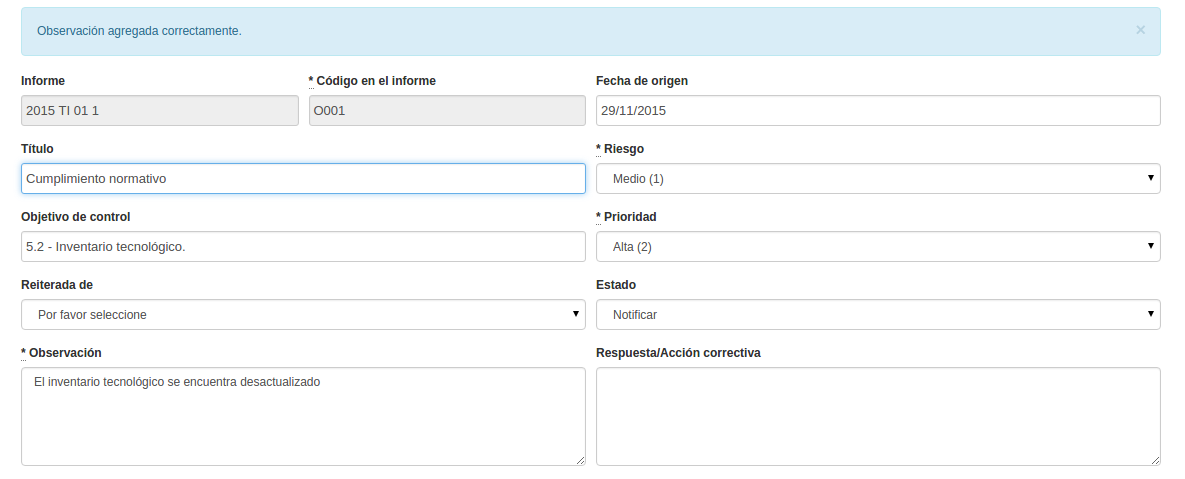 Observación agregada correctamente. ×
Informe * Código en el informe Fecha de origen
2015 TI 01 1 O001 29/11/2015
Título * Riesgo
Cumplimiento normativo Medio (1)
Objetivo de control * Prioridad
5.2 - Inventario tecnológico. Alta (2)
Reiterada de Estado
Por favor seleccione Notificar
* Observación Respuesta/Acción correctiva
El inventario tecnológico se encuentra desactualizado